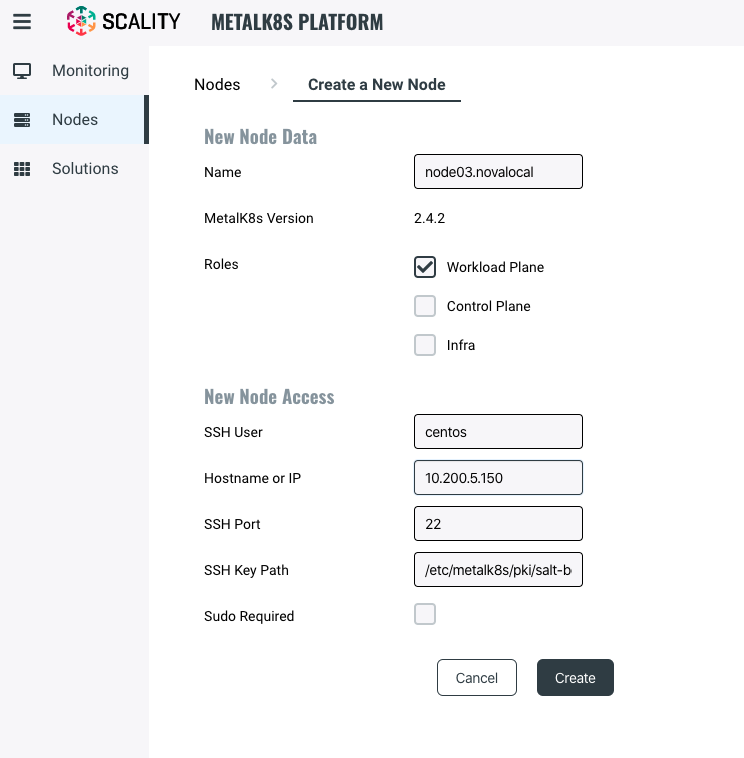 SCALITY METALK8S PLATFORM
Monitoring
Nodes
Solutions
Nodes > Create a New Node
New Node Data
Name node03.novalocal
MetalK8s Version 2.4.2
Roles Workload Plane
Control Plane
Infra
New Node Access
SSH User centos
Hostname or IP 10.200.5.150
SSH Port 22
SSH Key Path /etc/metalk8s/pki/salt-b
Sudo Required
Cancel Create